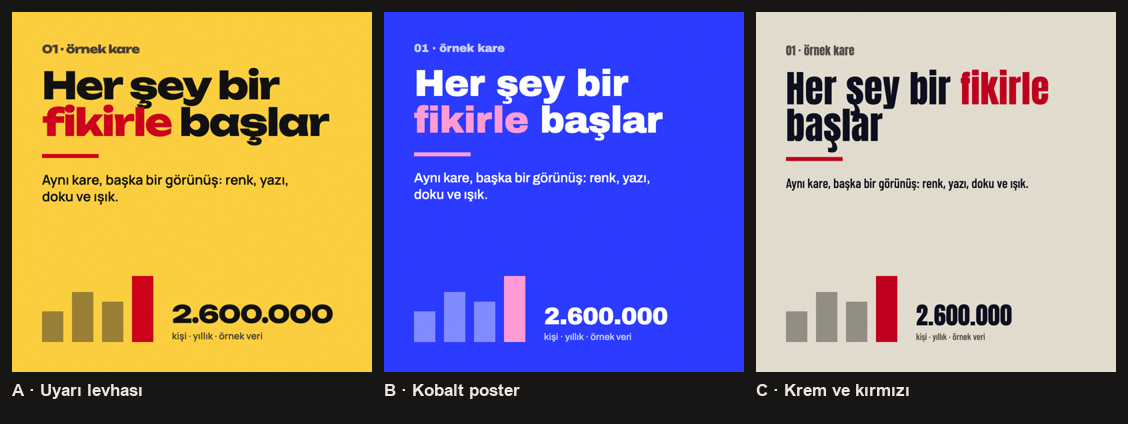 01 · örnek kare
Her şey bir
fikirle başlar
Aynı kare, başka bir görünüş: renk, yazı,
doku ve ışık.
2.600.000
kişi · yıllık · örnek veri
A · Uyarı levhası
01 · örnek kare
Her şey bir
fikirle başlar
Aynı kare, başka bir görünüş: renk, yazı,
doku ve ışık.
2.600.000
kişi · yıllık · örnek veri
B · Kobalt poster
01 · örnek kare
Her şey bir fikirle
başlar
Aynı kare, başka bir görünüş: renk, yazı, doku ve ışık.
2.600.000
kişi · yıllık · örnek veri
C · Krem ve kırmızı